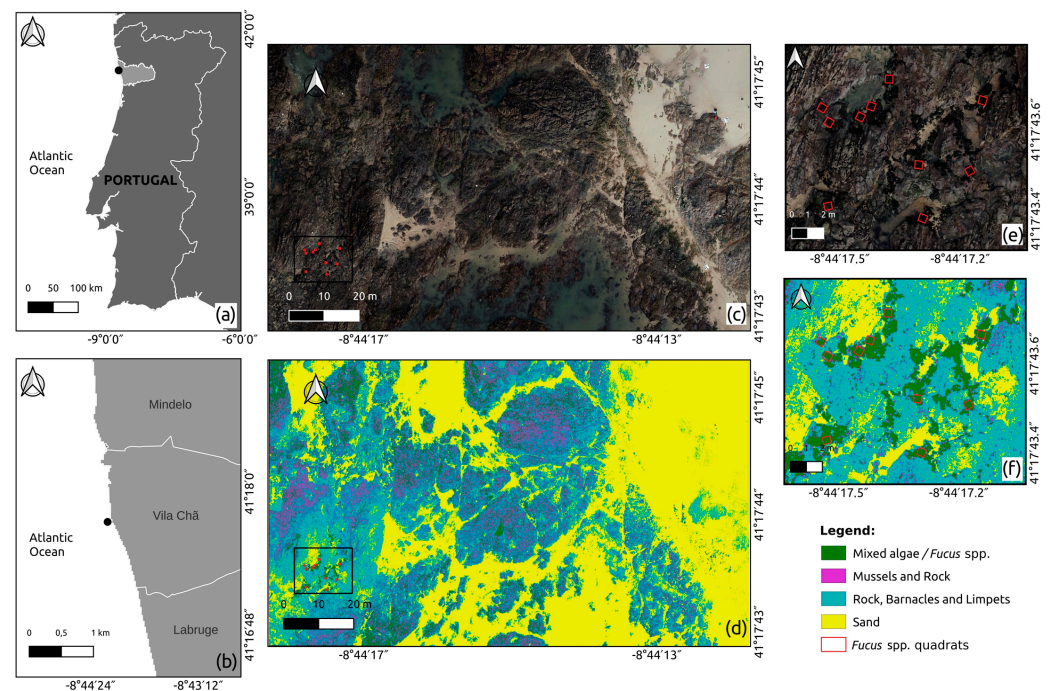 42°0′0″
Atlantic
Ocean
PORTUGAL
39°0′0″
0 50 100 km
(a)
-9°0′0″
-6°0′0″
Mindelo
41°18′0″
Vila Chã
Atlantic
Ocean
0 0,5 1 km
Labruge
(b)
41°16′48″
-8°44′24″
-8°43′12″
41°17′45″
41°17′44″
0 10 20 m
(c)
41°17′43″
-8°44′17″
-8°44′13″
41°17′45″
41°17′44″
0 10 20 m
(d)
41°17′43″
-8°44′17″
-8°44′13″
41°17′43.6″
41°17′43.4″
0 1 2 m
(e)
-8°44′17.5″
-8°44′17.2″
41°17′43.6″
41°17′43.4″
(f)
-8°44′17.5″
-8°44′17.2″
Legend:
Mixed algae / Fucus spp.
Mussels and Rock
Rock, Barnacles and Limpets
Sand
Fucus spp. quadrats